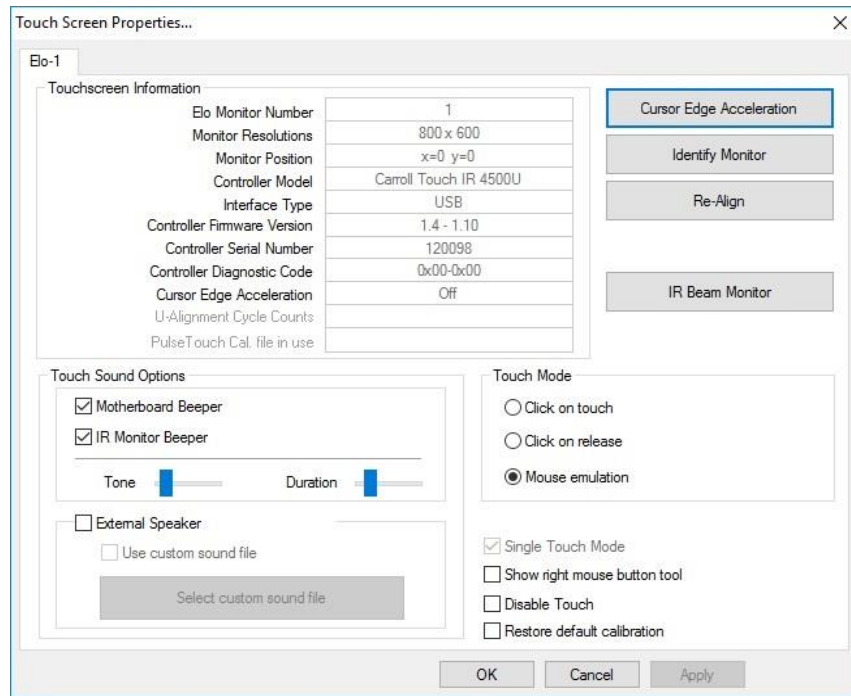 Touch Screen Properties...
Elo-1
Touchscreen Information
Elo Monitor Number 1
Monitor Resolutions 800 x 600
Monitor Position x=0 y=0
Controller Model Carroll Touch IR 4500U
Interface Type USB
Controller Firmware Version 1.4 - 1.10
Controller Serial Number 120098
Controller Diagnostic Code 0x00-0x00
Cursor Edge Acceleration Off
U-Alignment Cycle Counts
PulseTouch Cal. file in use
Cursor Edge Acceleration
Identify Monitor
Re-Align
IR Beam Monitor
Touch Sound Options
Motherboard Beeper
IR Monitor Beeper
Tone Duration
External Speaker
Use custom sound file
Select custom sound file
Touch Mode
Click on touch
Click on release
Mouse emulation
Single Touch Mode
Show right mouse button tool
Disable Touch
Restore default calibration
OK Cancel Apply